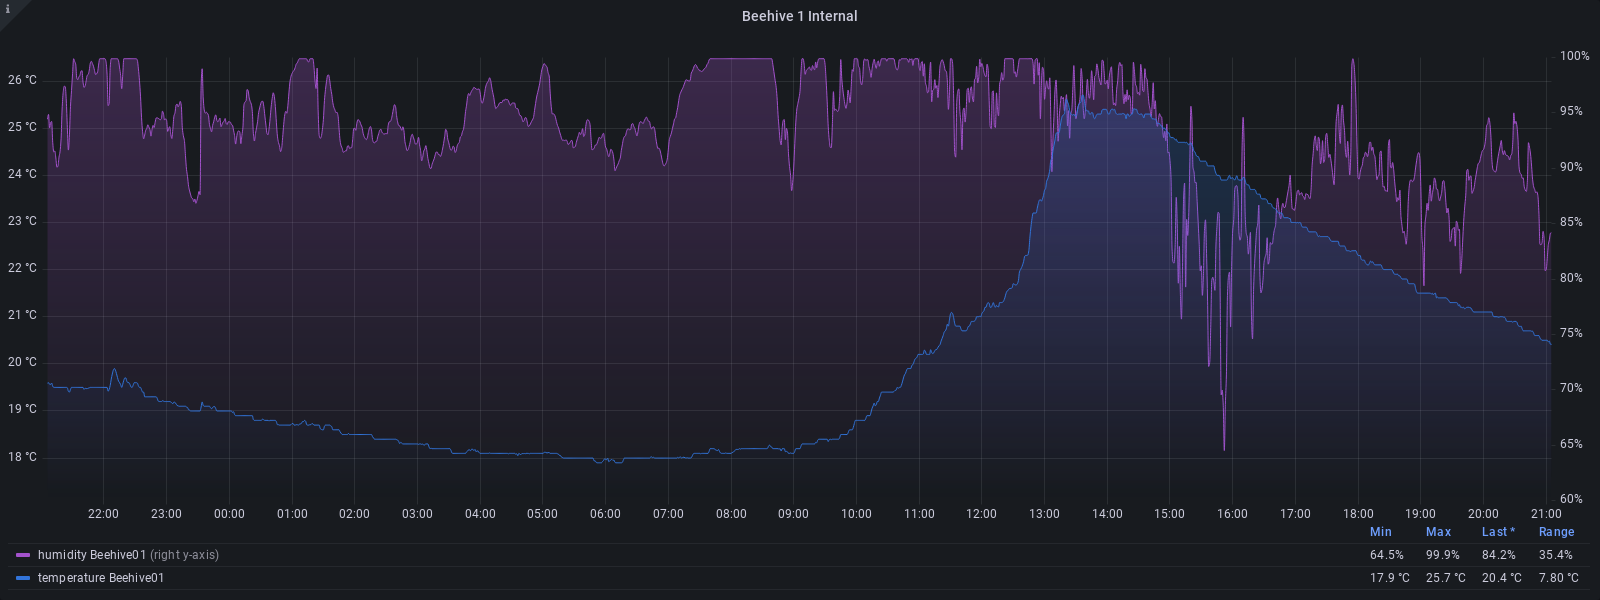 i
Beehive 1 Internal
26 °C
25 °C
24 °C
23 °C
22 °C
21 °C
20 °C
19 °C
18 °C
100%
95%
90%
85%
80%
75%
70%
65%
60%
22:00 23:00 00:00 01:00 02:00 03:00 04:00 05:00 06:00 07:00 08:00 09:00 10:00 11:00 12:00 13:00 14:00 15:00 16:00 17:00 18:00 19:00 20:00 21:00
Min Max Last * Range
humidity Beehive01 (right y-axis) 64.5% 99.9% 84.2% 35.4%
temperature Beehive01 17.9 °C 25.7 °C 20.4 °C 7.80 °C